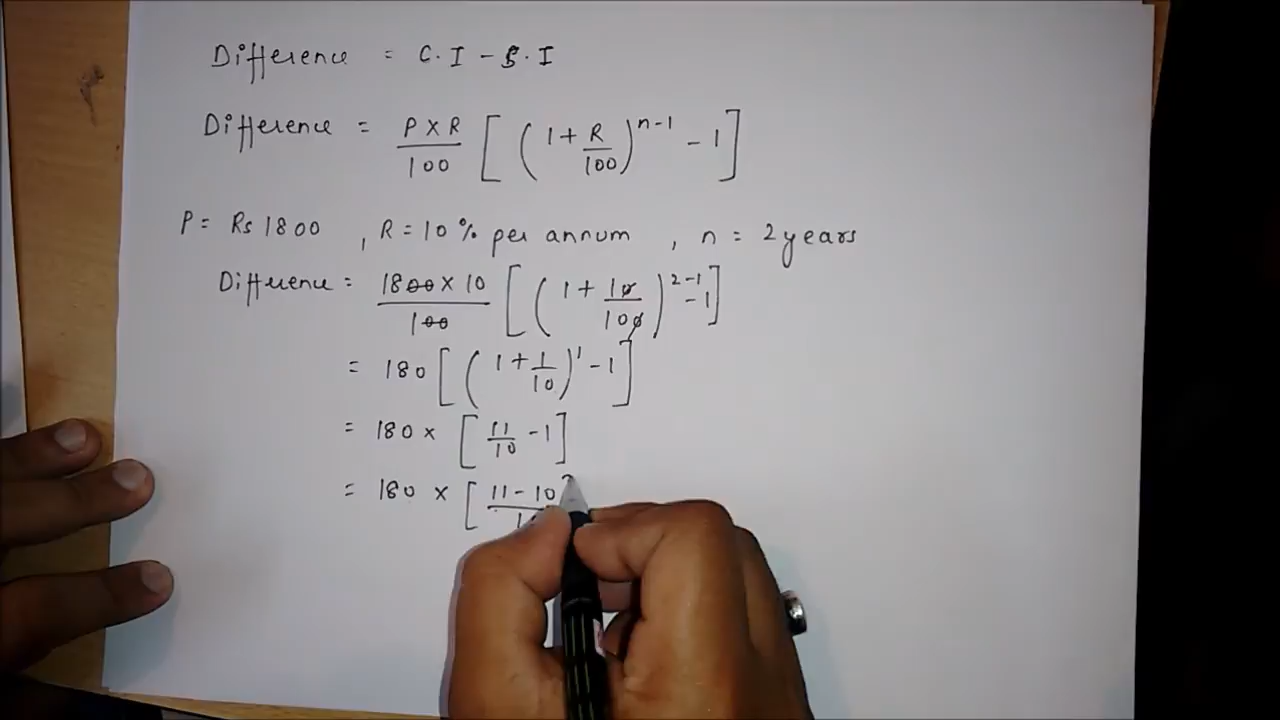 Difference = C.I - S.I
Difference = P X R / 100 [ ( 1 + R/100 )^(n-1) - 1 ]
P = Rs 1800 , R = 10 % per annum , n = 2 years
Difference = 1800 x 10 / 100 [ ( 1 + 10/100 )^(2-1) - 1 ]
= 180 [ ( 1 + 1/10 )^1 - 1 ]
= 180 x [ 11/10 - 1 ]
= 180 x [ 11 - 10